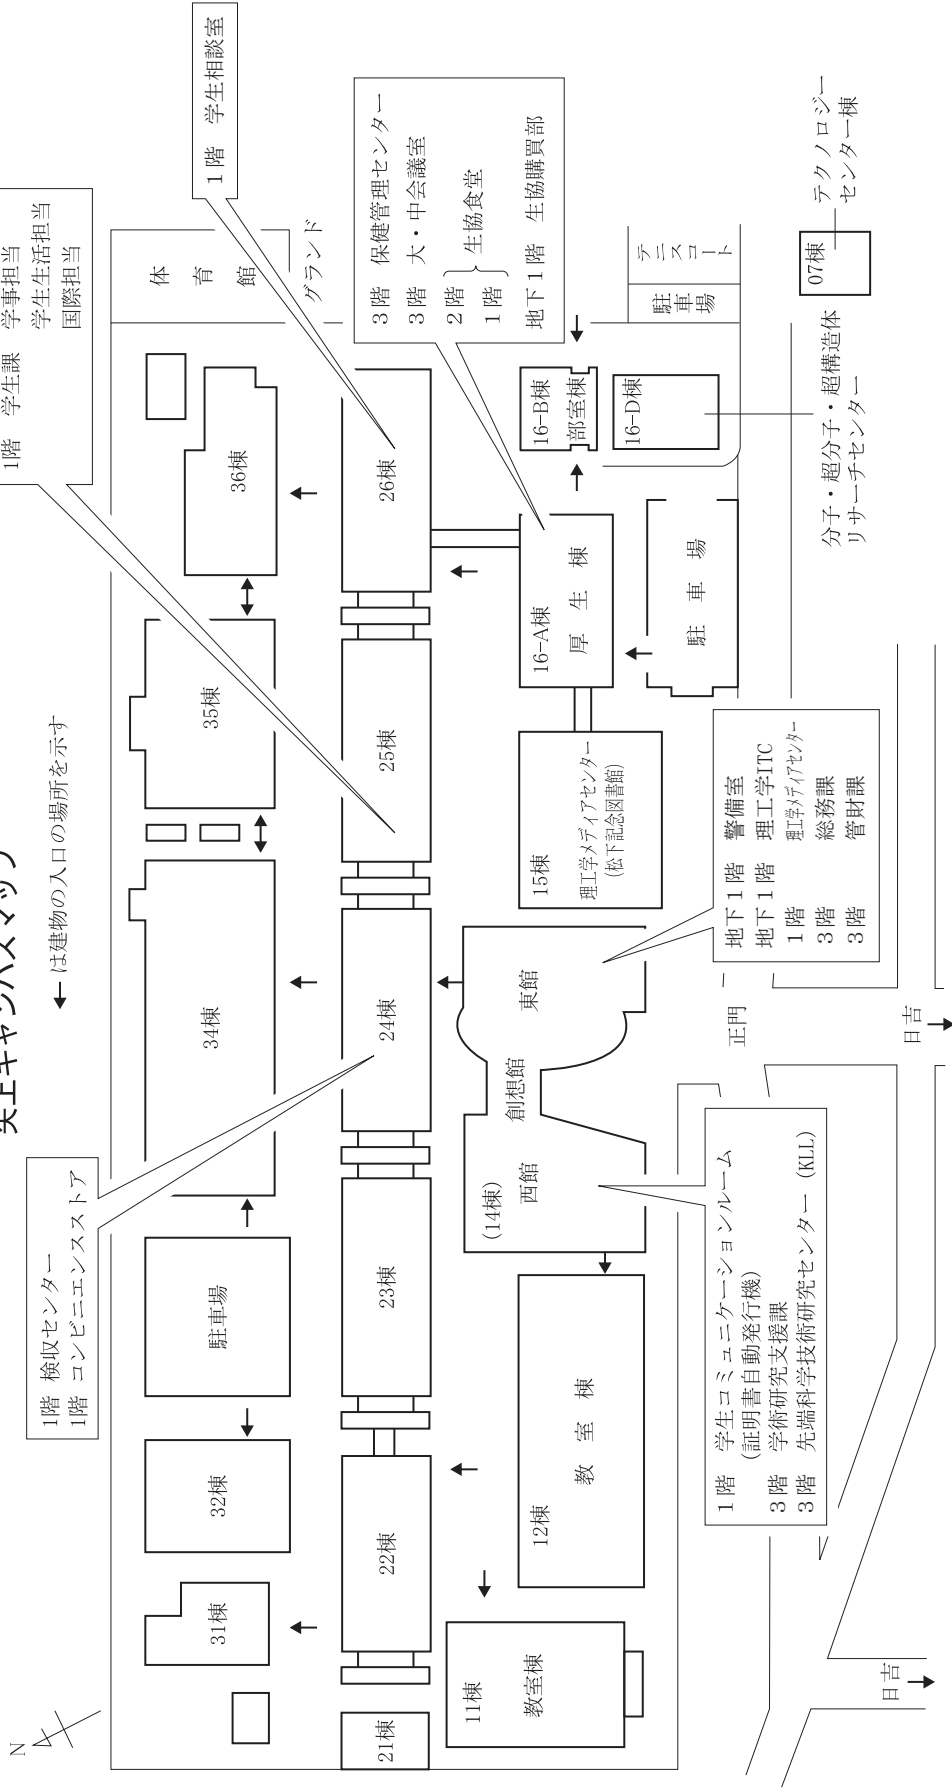 矢上キャンパスマップ
← は建物の入口の場所を示す
N
1階 検収センター
1階 コンビニエンスストア
1階 学生課 学事担当
学生生活担当
国際担当
1階 学生相談室
31棟
32棟
駐車場
34棟
35棟
36棟
体育館
グランド
21棟
22棟
23棟
24棟
25棟
26棟
3階 保健管理センター
3階 大・中会議室
2階
1階
生協食堂
地下1階 生協購買部
11棟
教室棟
12棟
教室棟
(14棟)
西館
創想館
東館
15棟
理工学メディアセンター
(松下記念図書館)
16-A棟
厚生棟
16-B棟
部室棟
16-D棟
駐車場
駐車場
テニスコート
07棟
テクノロジー
センター棟
分子・超分子・超構造体
リサーチセンター
1階 学生コミュニケーションルーム
(証明書自動発行機)
3階 学術研究支援課
3階 先端科学技術研究センター (KLL)
地下1階 警備室
地下1階 理工学ITC
1階 理工学メディアセンター
3階 総務課
3階 管財課
正門
日吉
日吉